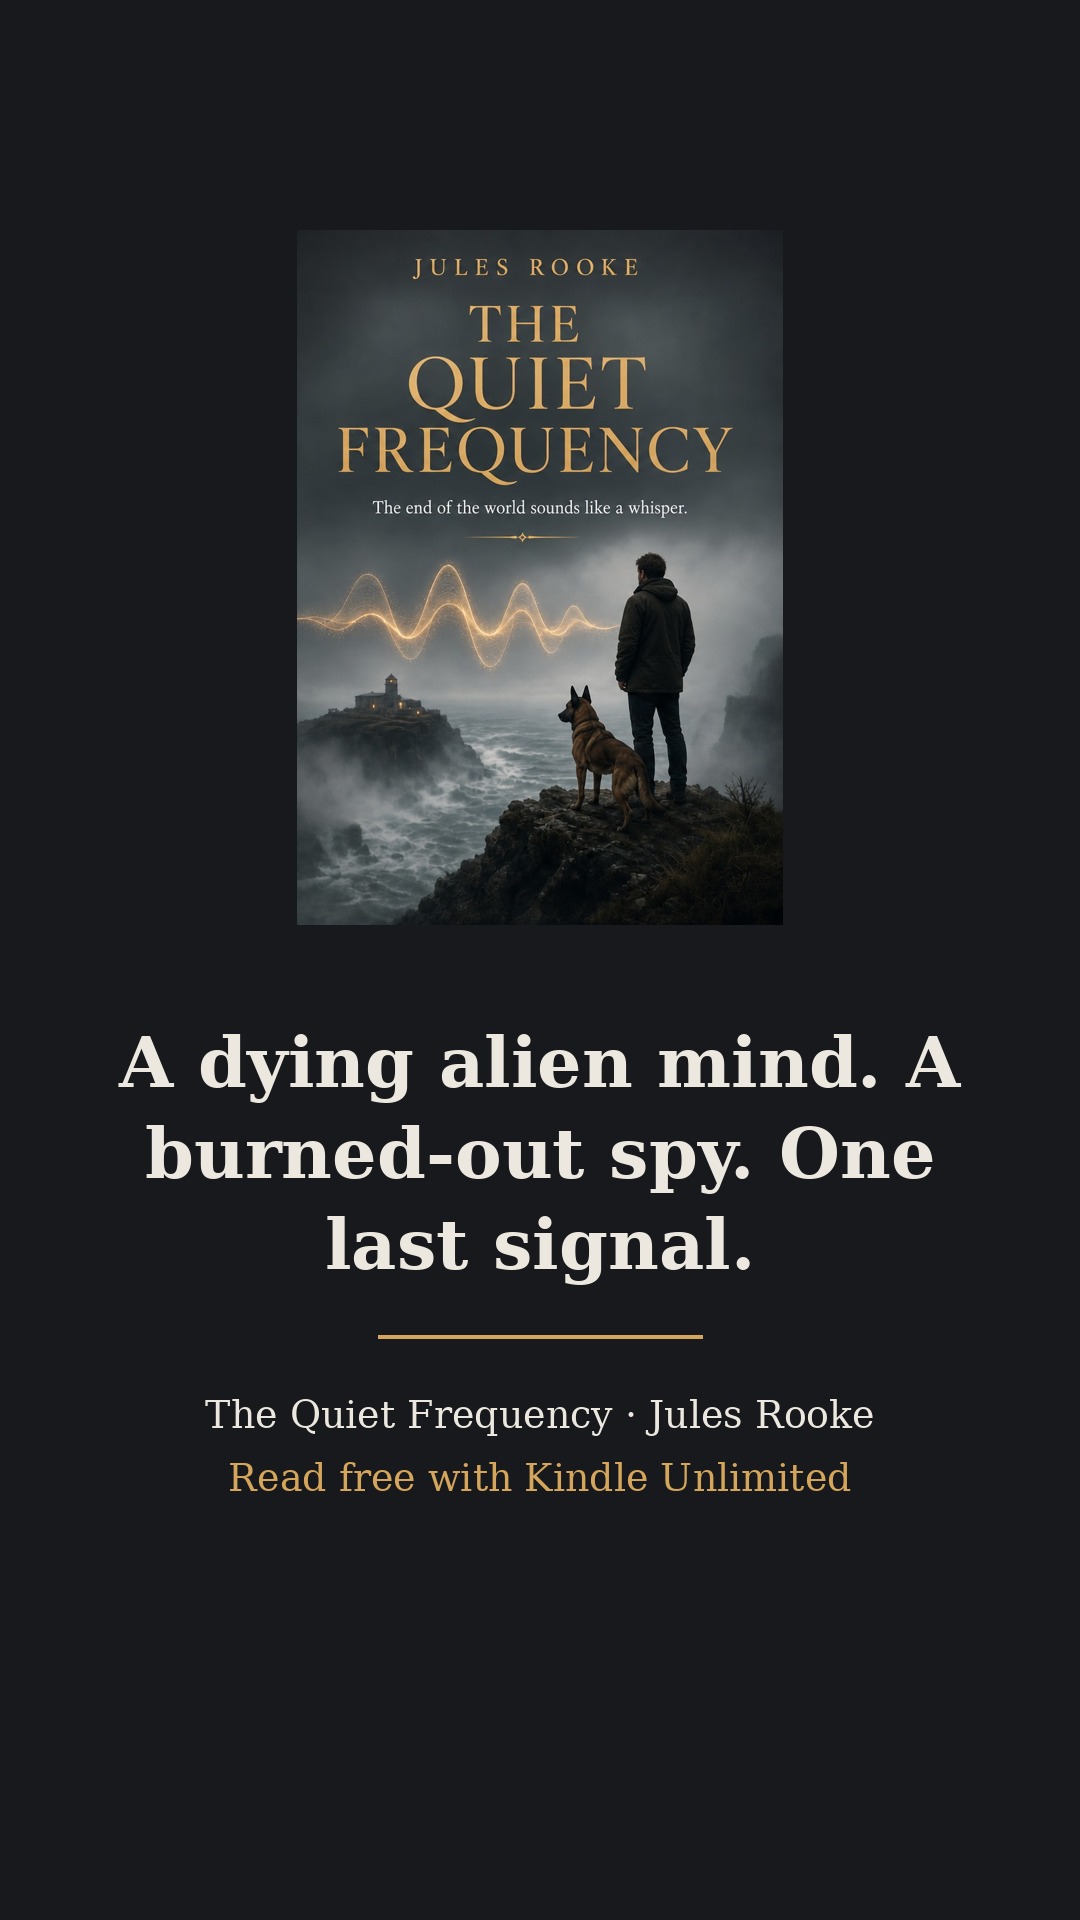 JULES ROOKE
THE
QUIET
FREQUENCY
The end of the world sounds like a whisper.
A dying alien mind. A
burned-out spy. One
last signal.
The Quiet Frequency · Jules Rooke
Read free with Kindle Unlimited